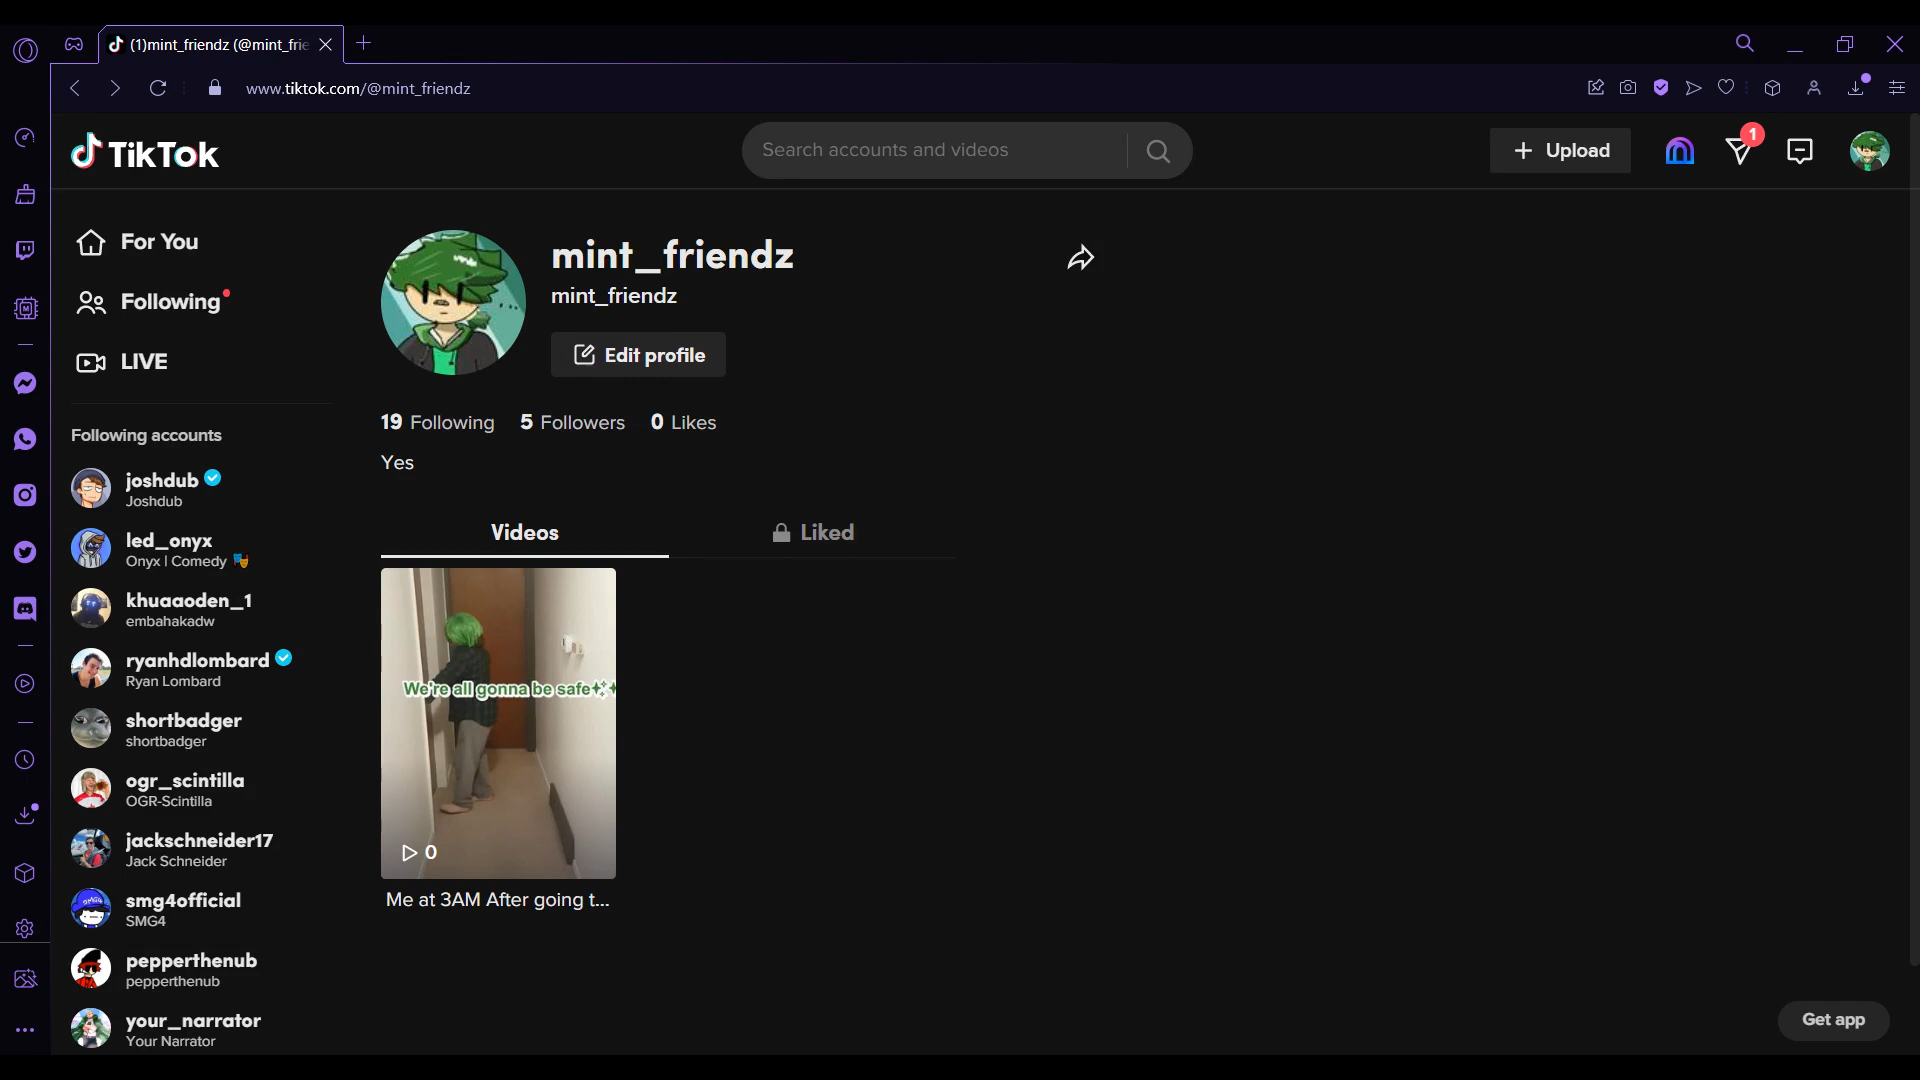 (1)mint_friendz (@mint_frie
www.tiktok.com/@mint_friendz
TikTok
Search accounts and videos
Upload
1
For You
Following
LIVE
Following accounts
joshdub
Joshdub
led_onyx
Onyx | Comedy 🎭
khuaaoden_1
embahakadw
ryanhdlombard
Ryan Lombard
shortbadger
shortbadger
ogr_scintilla
OGR-Scintilla
jackschneider17
Jack Schneider
smg4official
SMG4
pepperthenub
pepperthenub
your_narrator
Your Narrator
mint_friendz
mint_friendz
Edit profile
19 Following 5 Followers 0 Likes
Yes
Videos
Liked
We're all gonna be safe✨
0
Me at 3AM After going t...
Get app